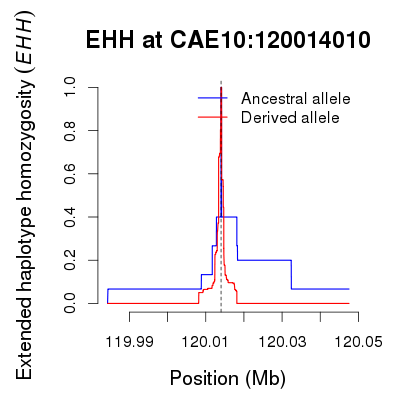 EHH at CAE10:120014010
Extended haplotype homozygosity (EHH)
Ancestral allele
Derived allele
1.0
0.8
0.6
0.4
0.2
0.0
119.99 120.01 120.03 120.05
Position (Mb)